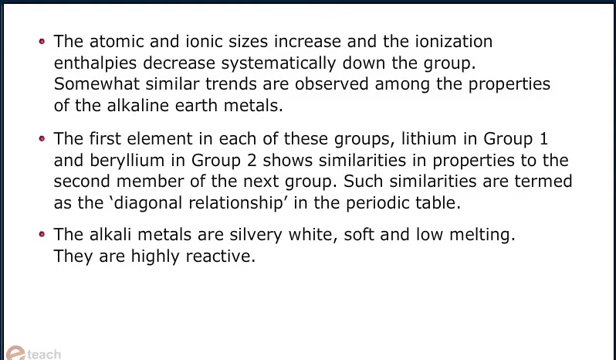 The atomic and ionic sizes increase and the ionization
enthalpies decrease systematically down the group.
Somewhat similar trends are observed among the properties
of the alkaline earth metals.
The first element in each of these groups, lithium in Group 1
and beryllium in Group 2 shows similarities in properties to the
second member of the next group. Such similarities are termed
as the ‘diagonal relationship’ in the periodic table.
The alkali metals are silvery white, soft and low melting.
They are highly reactive.
e teach